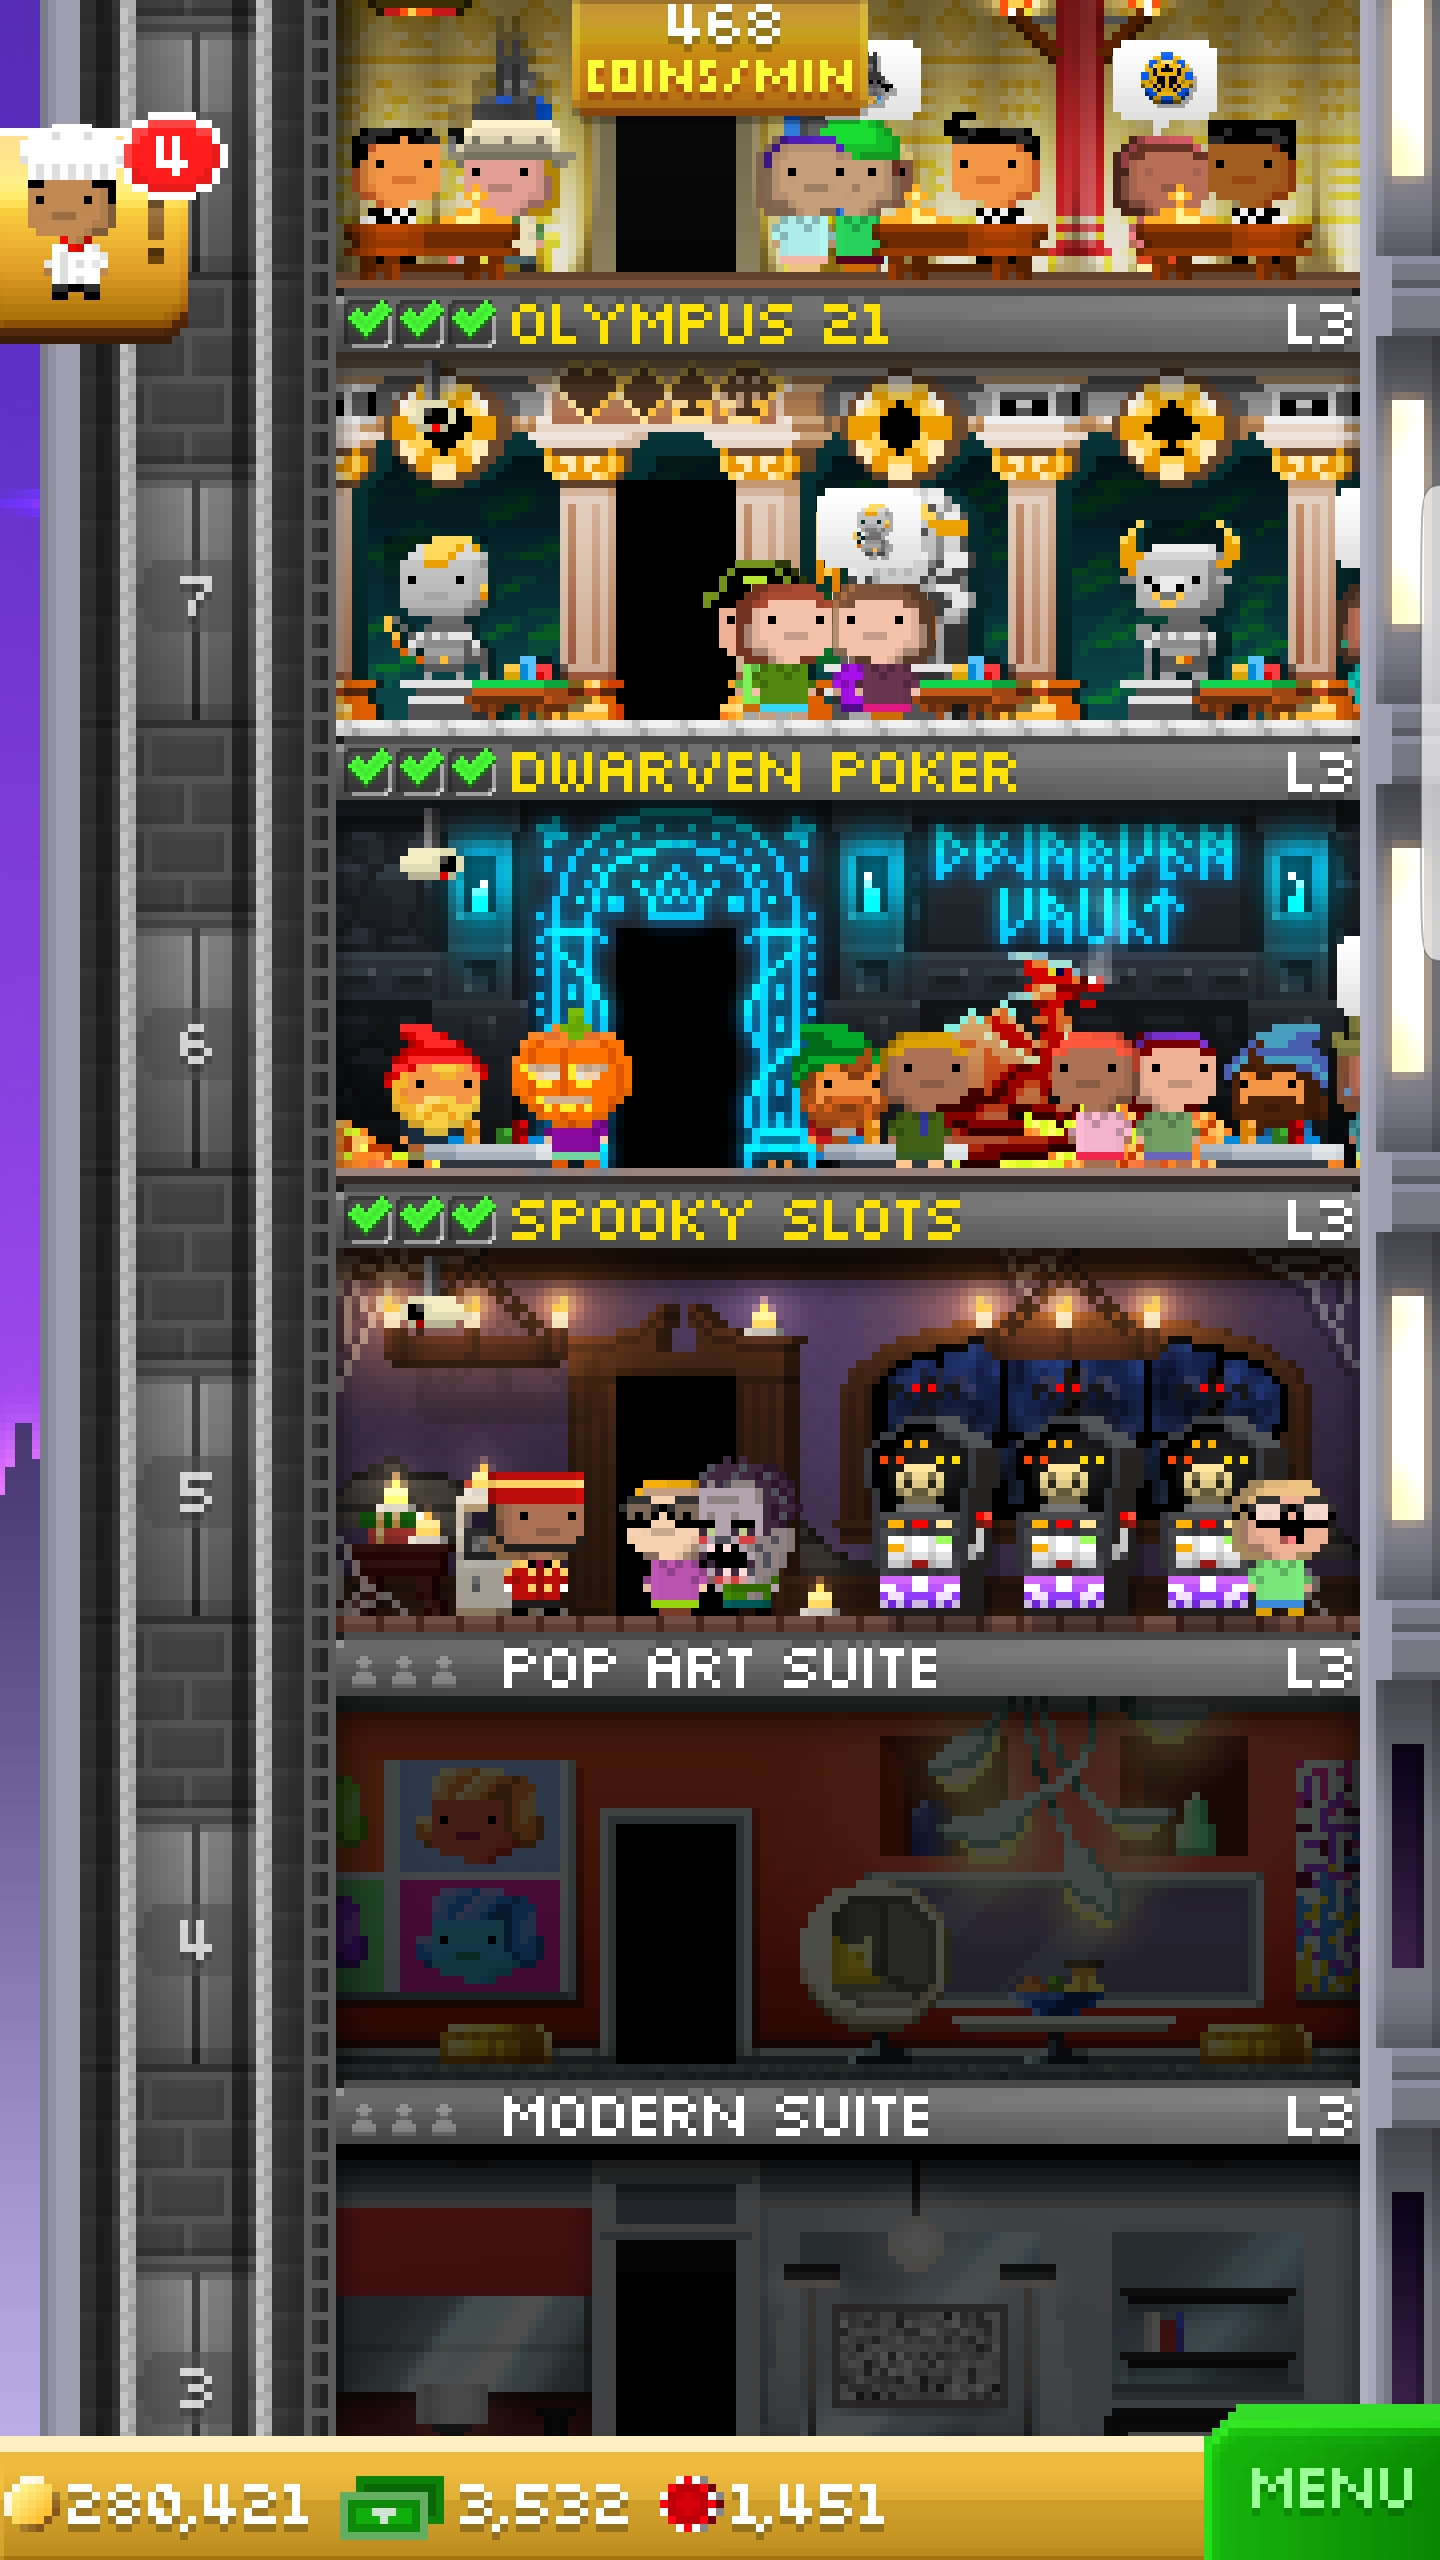 468
COINS/MIN
4
OLYMPUS 21 L3
7
DWARVEN POKER L3
DWARVEN
VAULT
6
SPOOKY SLOTS L3
5
POP ART SUITE L3
4
MODERN SUITE L3
3
280,421 3,532 1,451
MENU